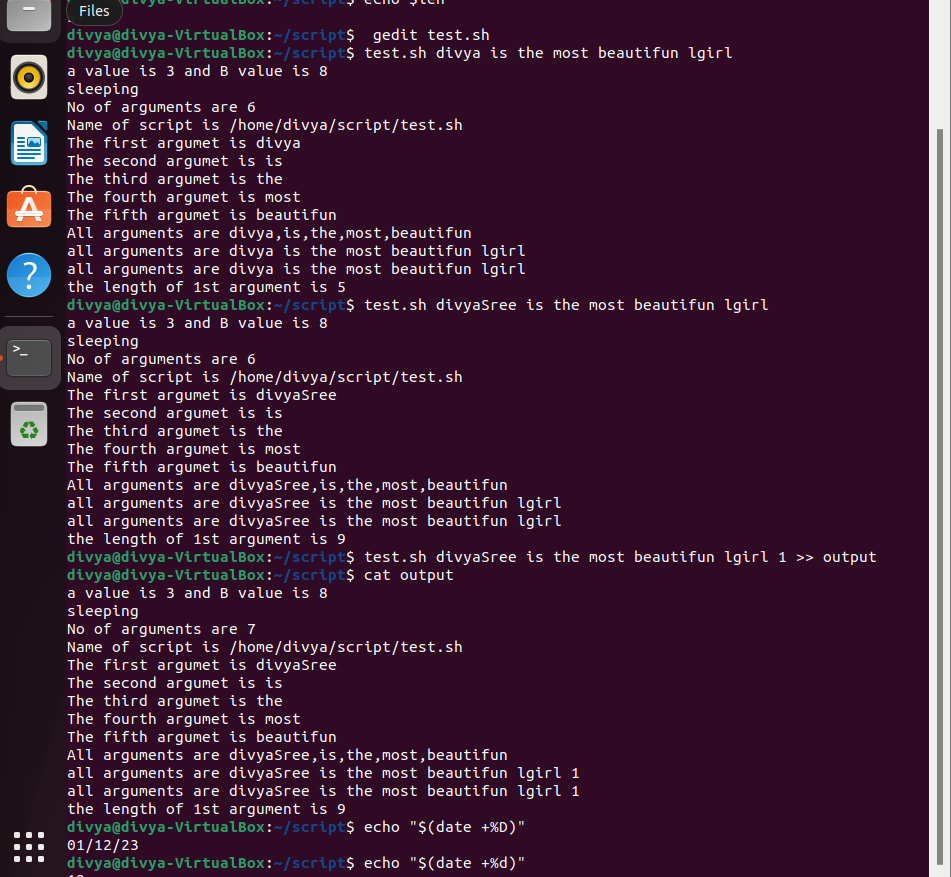 Files
divya@divya-VirtualBox:~/script$ echo $len
divya@divya-VirtualBox:~/script$  gedit test.sh
divya@divya-VirtualBox:~/script$ test.sh divya is the most beautifun lgirl
a value is 3 and B value is 8
sleeping
No of arguments are 6
Name of script is /home/divya/script/test.sh
The first argumet is divya
The second argumet is is
The third argumet is the
The fourth argumet is most
The fifth argumet is beautifun
All arguments are divya,is,the,most,beautifun
all arguments are divya is the most beautifun lgirl
all arguments are divya is the most beautifun lgirl
the length of 1st argument is 5
divya@divya-VirtualBox:~/script$ test.sh divyaSree is the most beautifun lgirl
a value is 3 and B value is 8
sleeping
No of arguments are 6
Name of script is /home/divya/script/test.sh
The first argumet is divyaSree
The second argumet is is
The third argumet is the
The fourth argumet is most
The fifth argumet is beautifun
All arguments are divyaSree,is,the,most,beautifun
all arguments are divyaSree is the most beautifun lgirl
all arguments are divyaSree is the most beautifun lgirl
the length of 1st argument is 9
divya@divya-VirtualBox:~/script$ test.sh divyaSree is the most beautifun lgirl 1 >> output
divya@divya-VirtualBox:~/script$ cat output
a value is 3 and B value is 8
sleeping
No of arguments are 7
Name of script is /home/divya/script/test.sh
The first argumet is divyaSree
The second argumet is is
The third argumet is the
The fourth argumet is most
The fifth argumet is beautifun
All arguments are divyaSree,is,the,most,beautifun
all arguments are divyaSree is the most beautifun lgirl 1
all arguments are divyaSree is the most beautifun lgirl 1
the length of 1st argument is 9
divya@divya-VirtualBox:~/script$ echo "$(date +%D)"
01/12/23
divya@divya-VirtualBox:~/script$ echo "$(date +%d)"